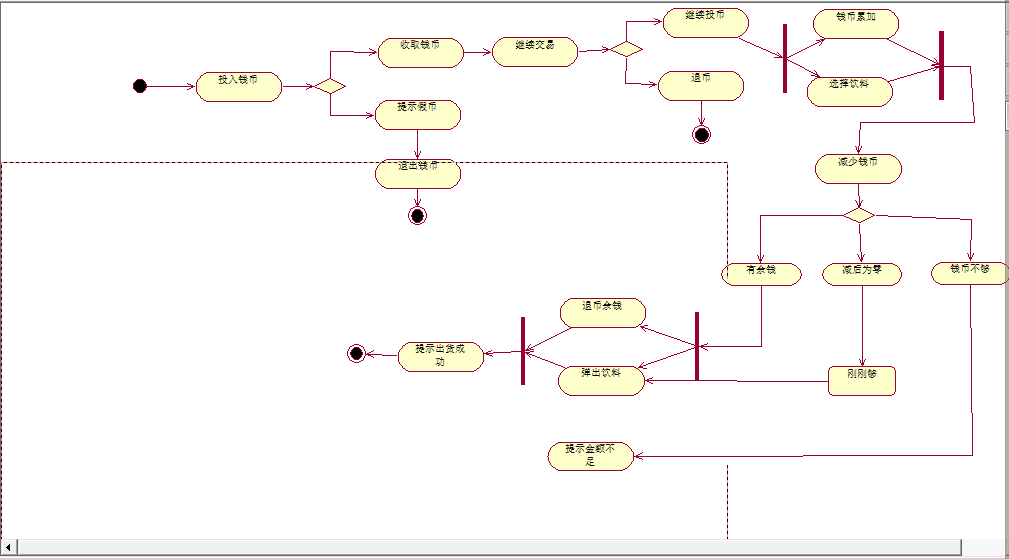 继续投币
钱币累加
收取钱币
继续交易
投入钱币
退币
选择饮料
提示假币
退出钱币
减少钱币
有余钱
减后为零
钱币不够
退币余钱
提示出货成
功
弹出饮料
刚刚够
提示金额不
足